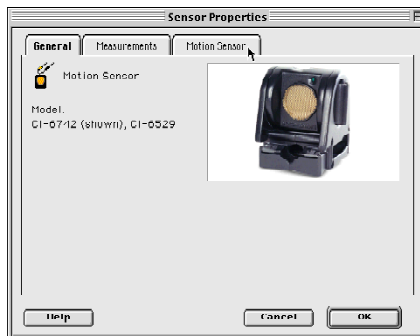 Sensor Properties
General Measurements Motion Sensor
Motion Sensor
Model:
CI-6742 (shown), CI-6529
Help Cancel OK